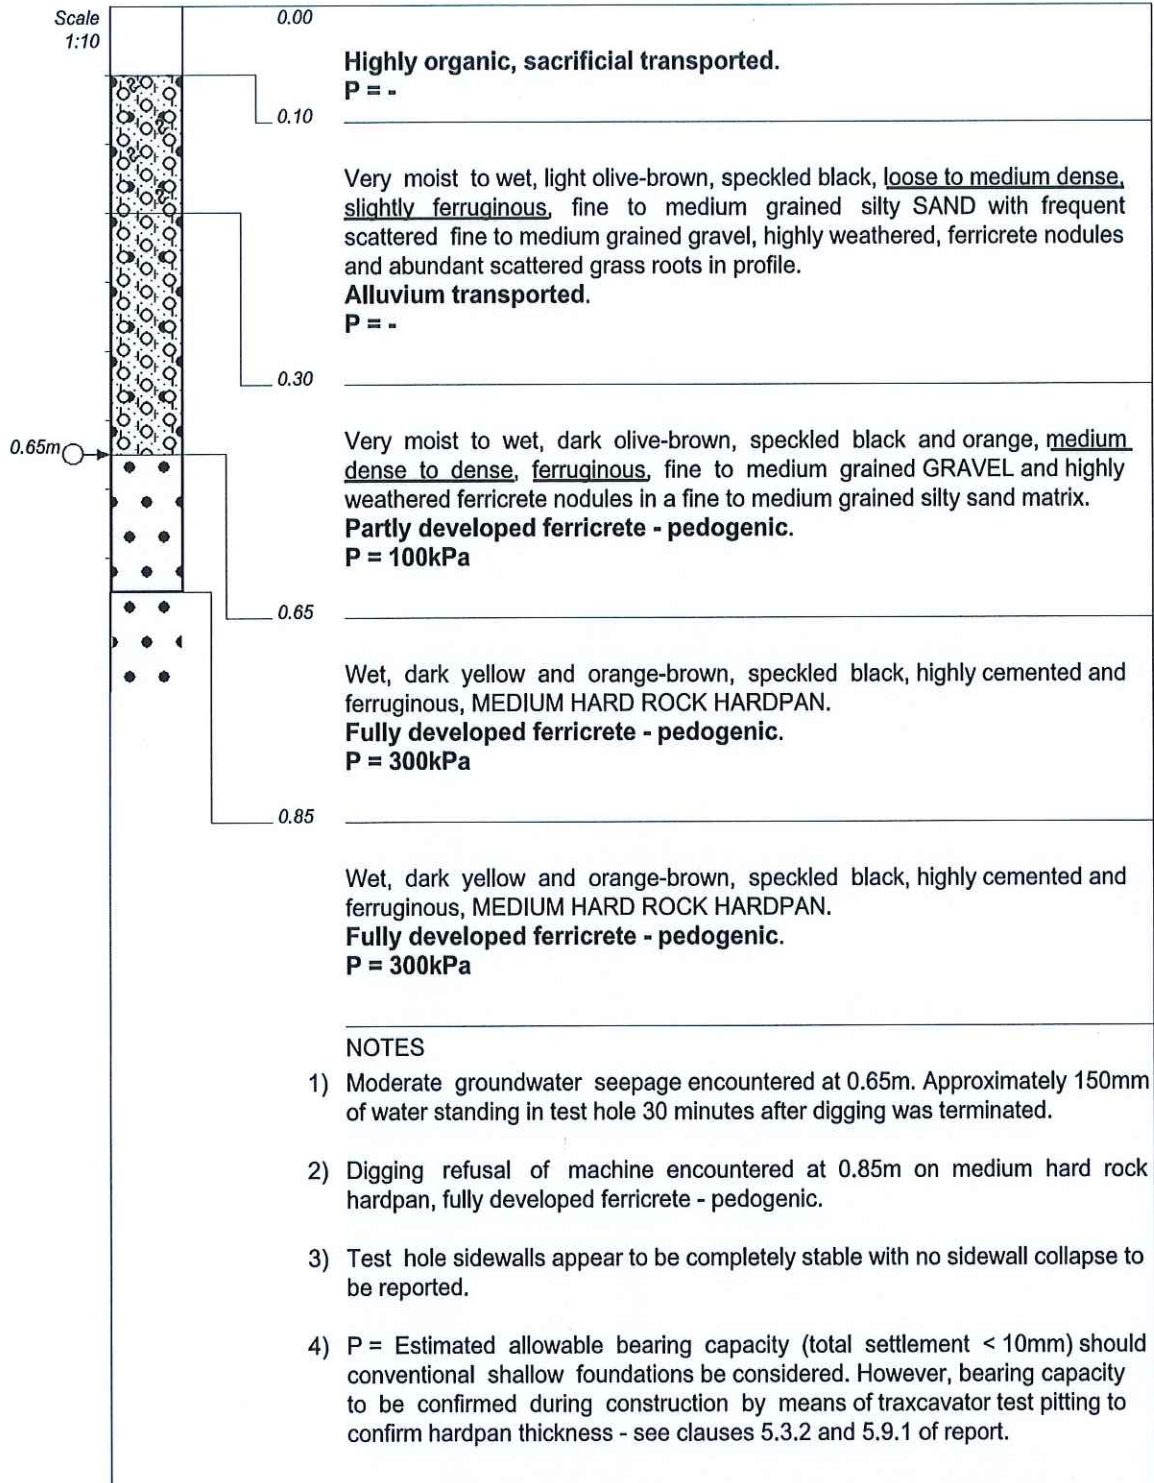 Scale
1:10
0.00
Highly organic, sacrificial transported.
P = -
0.10
Very moist to wet, light olive-brown, speckled black, loose to medium dense,
slightly ferruginous, fine to medium grained silty SAND with frequent
scattered fine to medium grained gravel, highly weathered, ferricrete nodules
and abundant scattered grass roots in profile.
Alluvium transported.
P = -
0.30
0.65m
Very moist to wet, dark olive-brown, speckled black and orange, medium
dense to dense, ferruginous, fine to medium grained GRAVEL and highly
weathered ferricrete nodules in a fine to medium grained silty sand matrix.
Partly developed ferricrete - pedogenic.
P = 100kPa
0.65
Wet, dark yellow and orange-brown, speckled black, highly cemented and
ferruginous, MEDIUM HARD ROCK HARDPAN.
Fully developed ferricrete - pedogenic.
P = 300kPa
0.85
Wet, dark yellow and orange-brown, speckled black, highly cemented and
ferruginous, MEDIUM HARD ROCK HARDPAN.
Fully developed ferricrete - pedogenic.
P = 300kPa
NOTES
1) Moderate groundwater seepage encountered at 0.65m. Approximately 150mm
of water standing in test hole 30 minutes after digging was terminated.
2) Digging refusal of machine encountered at 0.85m on medium hard rock
hardpan, fully developed ferricrete - pedogenic.
3) Test hole sidewalls appear to be completely stable with no sidewall collapse to
be reported.
4) P = Estimated allowable bearing capacity (total settlement < 10mm) should
conventional shallow foundations be considered. However, bearing capacity
to be confirmed during construction by means of traxcavator test pitting to
confirm hardpan thickness - see clauses 5.3.2 and 5.9.1 of report.